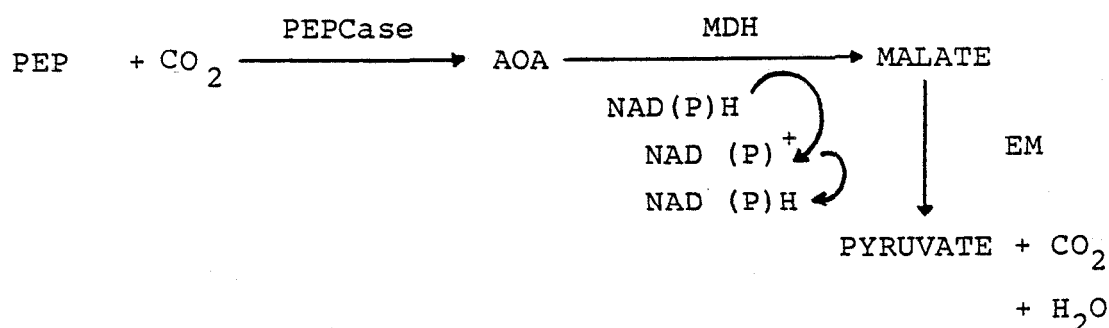 PEPCase MDH
PEP + CO2 AOA MALATE
NAD(P)H
NAD (P)+ EM
NAD (P)H
PYRUVATE + CO2
+ H2O